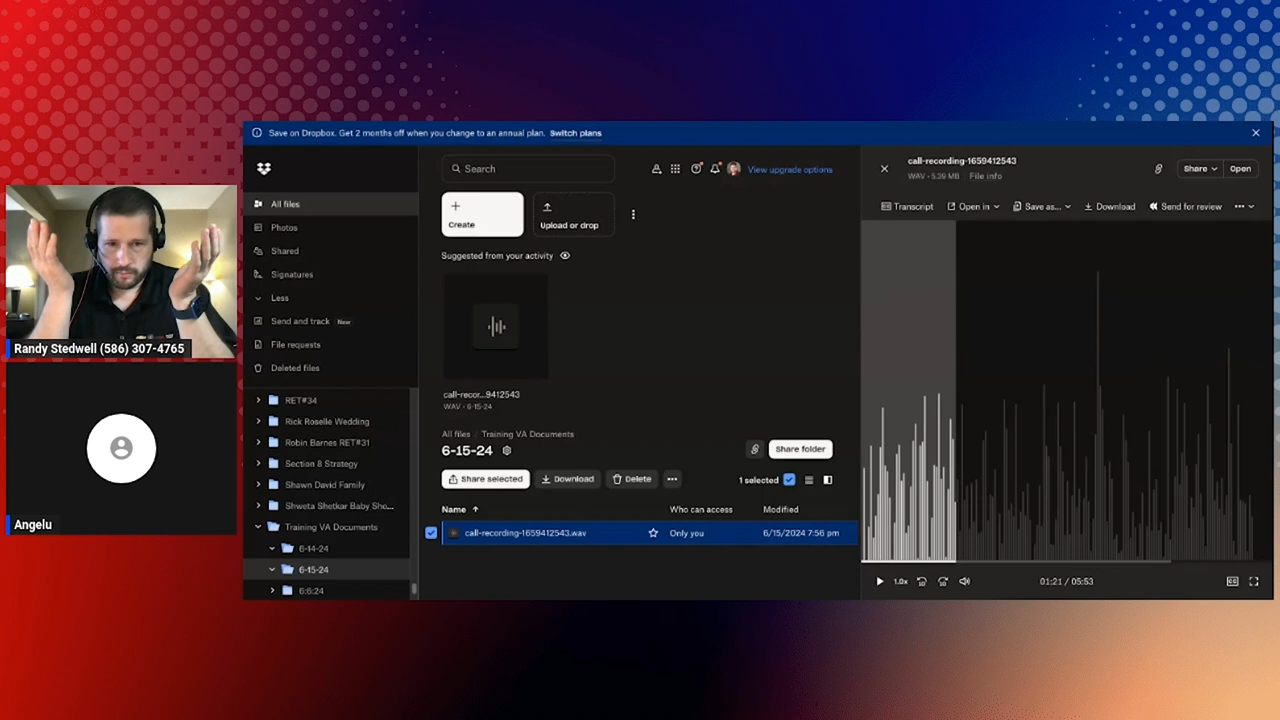 Save on Dropbox. Get 2 months off when you change to an annual plan. Switch plans
Search
View upgrade options
All files
Photos
Shared
Signatures
Less
Send and track New
File requests
Deleted files
RET#34
Rick Roselle Wedding
Robin Barnes RET#31
Section 8 Strategy
Shawn David Family
Shweta Shetkar Baby Sho...
Training VA Documents
6-14-24
6-15-24
6:6:24
Create
Upload or drop
Suggested from your activity
call-recor...9412543
WAV • 6-15-24
All files / Training VA Documents
6-15-24
Share folder
Share selected
Download
Delete
1 selected
Name
Who can access
Modified
call-recording-1659412543.wav
Only you
6/15/2024 7:56 pm
call-recording-1659412543
WAV • 5.39 MB
File info
Share
Open
Transcript
Open in
Save as...
Download
Send for review
1.0x
01:21 / 05:53
Randy Stedwell (586) 307-4765
Angelu